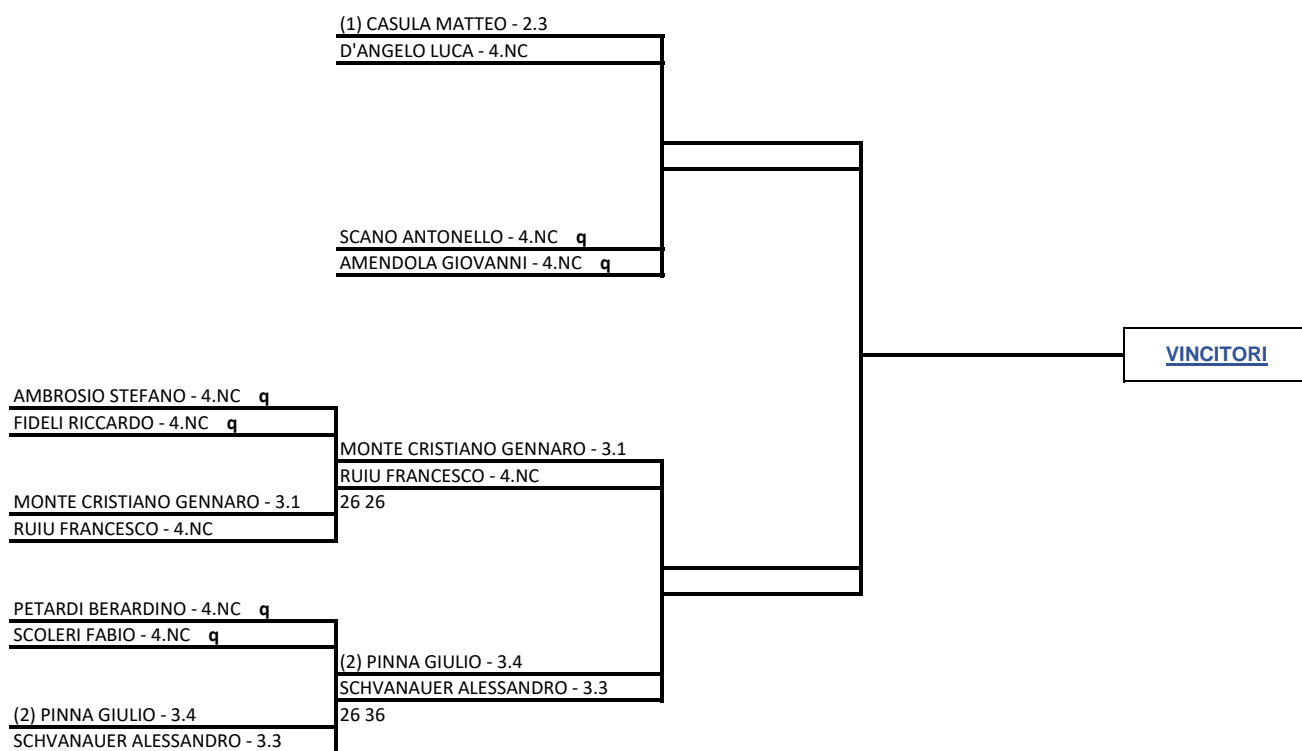 (1) CASULA MATTEO - 2.3
D'ANGELO LUCA - 4.NC
SCANO ANTONELLO - 4.NC q
AMENDOLA GIOVANNI - 4.NC q
VINCITORI
AMBROSIO STEFANO - 4.NC q
FIDELI RICCARDO - 4.NC q
MONTE CRISTIANO GENNARO - 3.1
RUIU FRANCESCO - 4.NC
MONTE CRISTIANO GENNARO - 3.1
26 26
RUIU FRANCESCO - 4.NC
PETARDI BERARDINO - 4.NC q
SCOLERI FABIO - 4.NC q
(2) PINNA GIULIO - 3.4
SCHVANAUER ALESSANDRO - 3.3
(2) PINNA GIULIO - 3.4
26 36
SCHVANAUER ALESSANDRO - 3.3